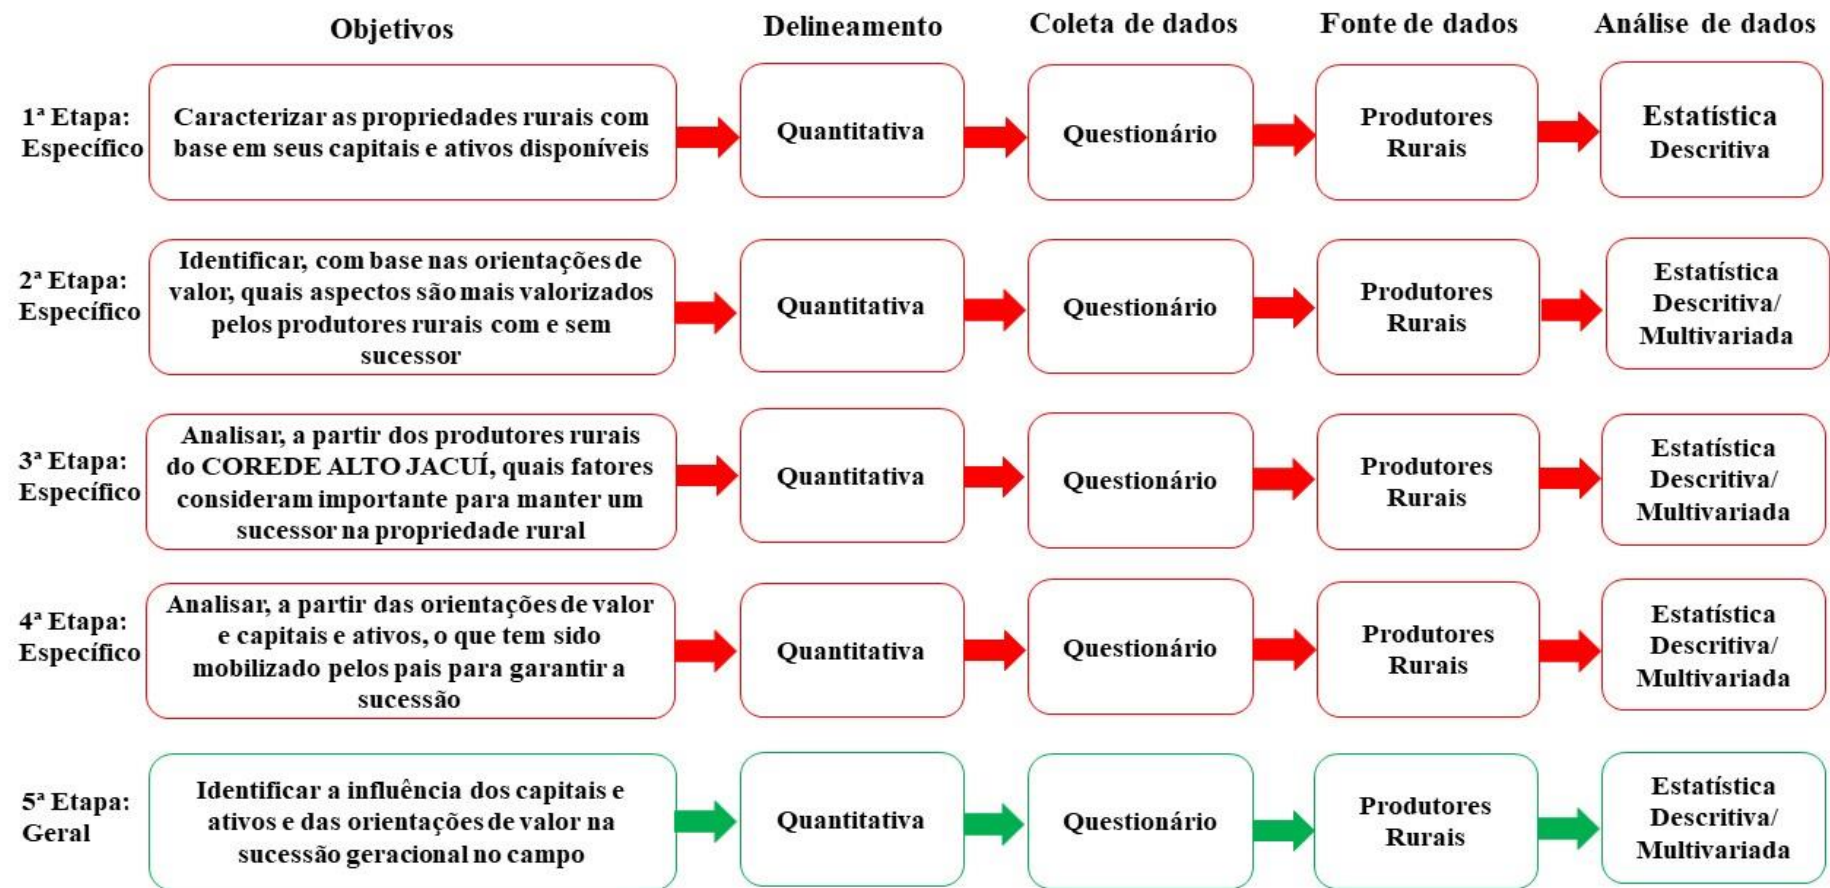 Objetivos
Delineamento
Coleta de dados
Fonte de dados
Análise de dados
1ª Etapa:
Específico
Caracterizar as propriedades rurais com
base em seus capitais e ativos disponíveis
Quantitativa
Questionário
Produtores
Rurais
Estatística
Descritiva
2ª Etapa:
Específico
Identificar, com base nas orientações de
valor, quais aspectos são mais valorizados
pelos produtores rurais com e sem
sucessor
Quantitativa
Questionário
Produtores
Rurais
Estatística
Descritiva/
Multivariada
3ª Etapa:
Específico
Analisar, a partir dos produtores rurais
do COREDE ALTO JACUÍ, quais fatores
consideram importante para manter um
sucessor na propriedade rural
Quantitativa
Questionário
Produtores
Rurais
Estatística
Descritiva/
Multivariada
4ª Etapa:
Específico
Analisar, a partir das orientações de valor
e capitais e ativos, o que tem sido
mobilizado pelos pais para garantir a
sucessão
Quantitativa
Questionário
Produtores
Rurais
Estatística
Descritiva/
Multivariada
5ª Etapa:
Geral
Identificar a influência dos capitais e
ativos e das orientações de valor na
sucessão geracional no campo
Quantitativa
Questionário
Produtores
Rurais
Estatística
Descritiva/
Multivariada